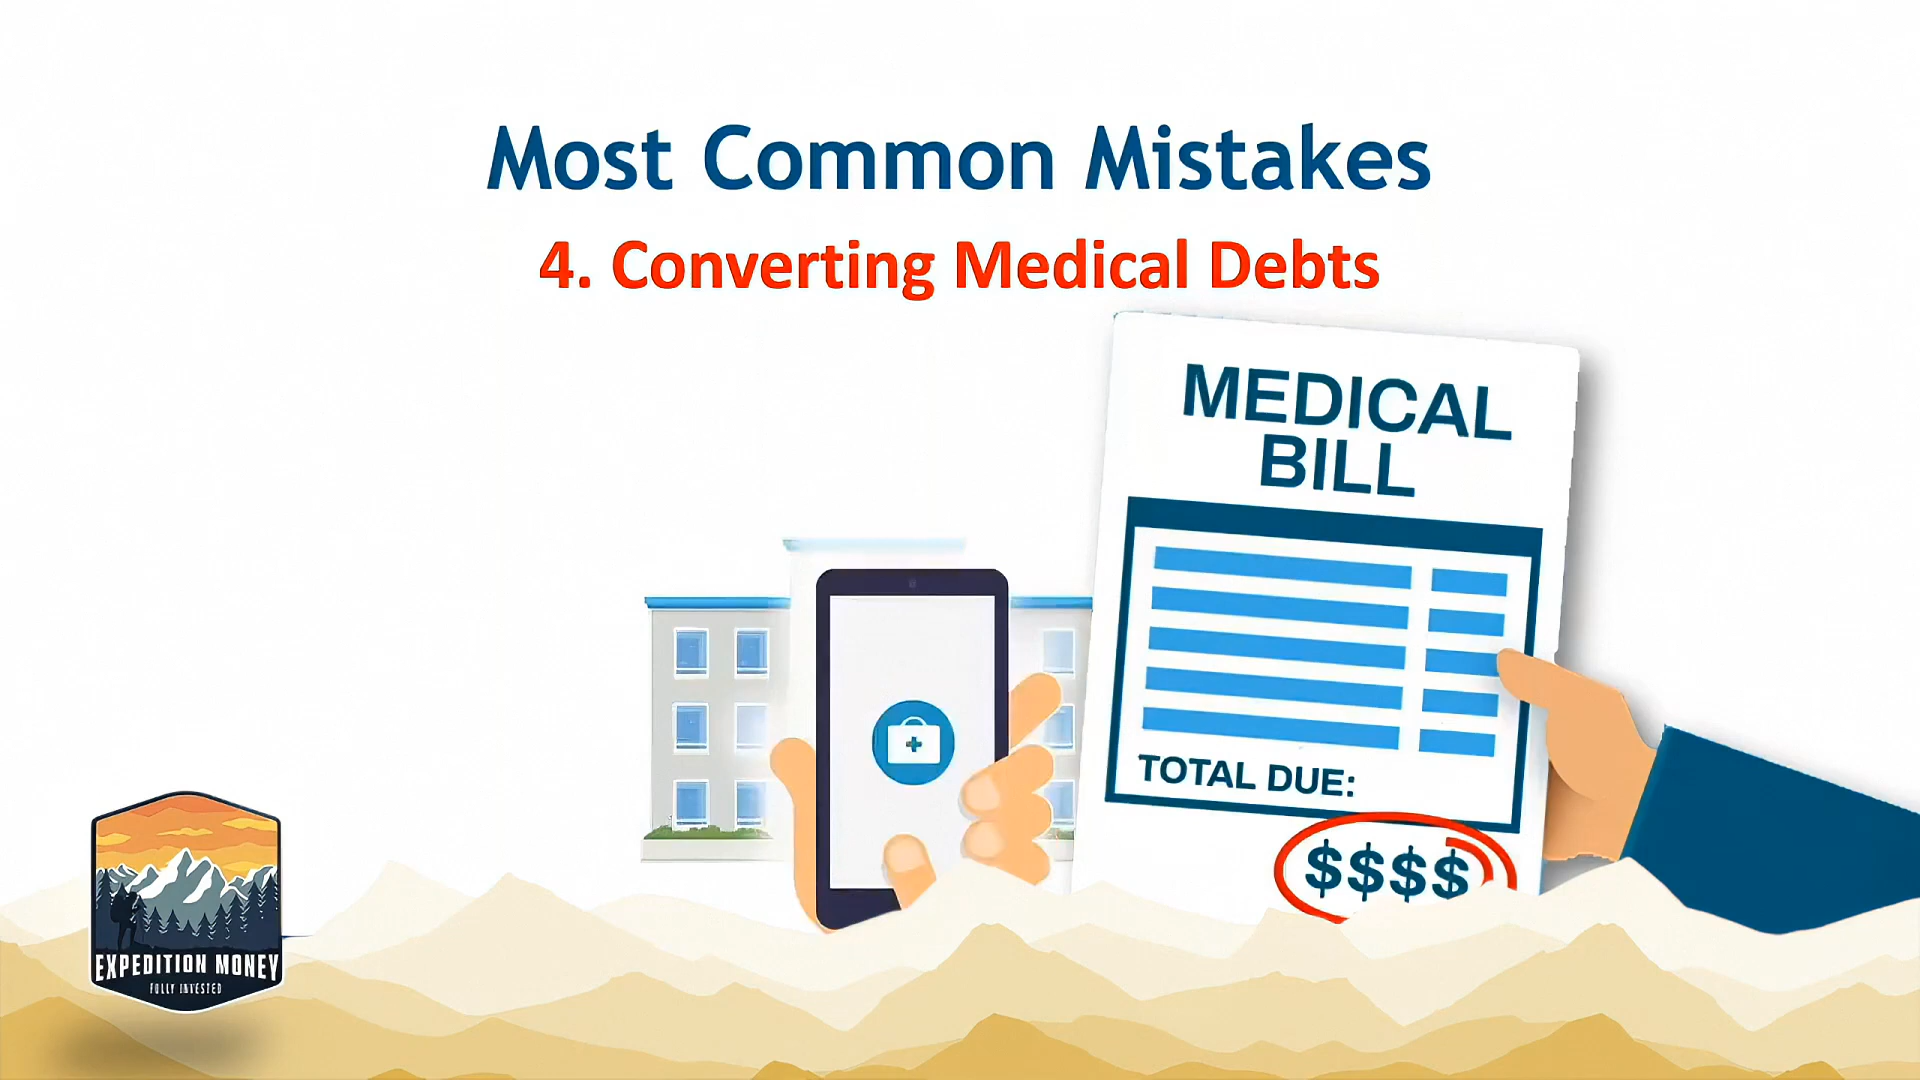 Most Common Mistakes
4. Converting Medical Debts
MEDICAL
BILL
TOTAL DUE:
$$$$
EXPEDITION MONEY
FULLY INVESTED